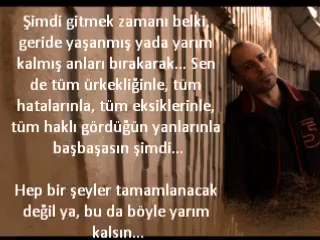 Şimdi gitmek zamanı belki,
geride yaşanmış yada yarım
kalmış anları bırakarak... Sen
de tüm ürkekliğinle, tüm
hatalarınla, tüm eksiklerinle,
tüm haklı gördüğün yanlarınla
başbaşasın şimdi...
Hep bir şeyler tamamlanacak
değil ya, bu da böyle yarım
kalsın...